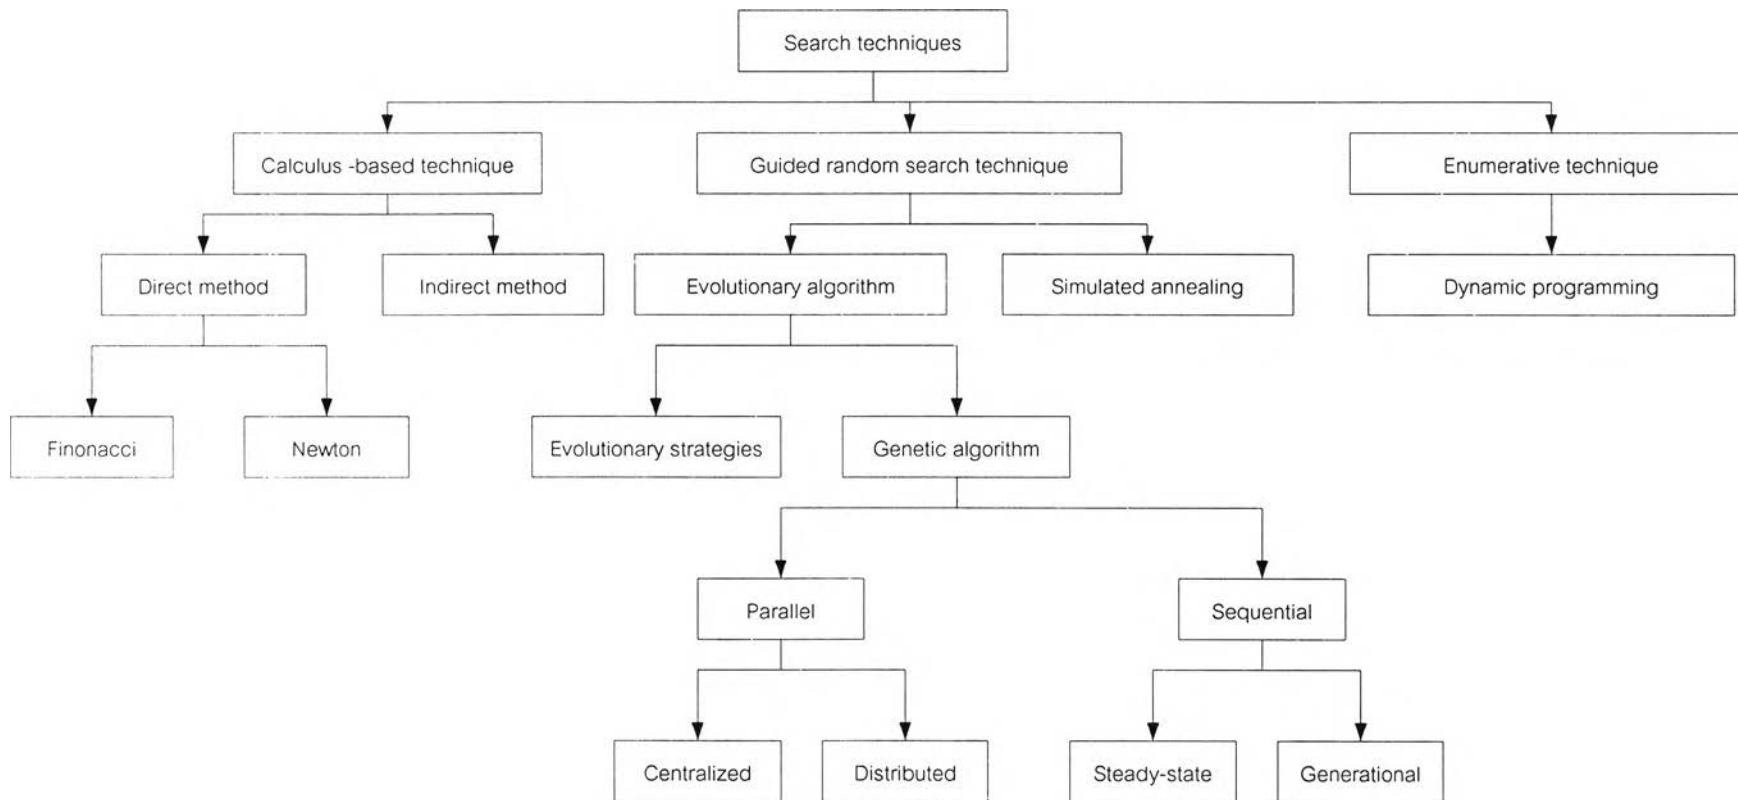 Search techniques
Calculus -based technique
Guided random search technique
Enumerative technique
Direct method
Indirect method
Evolutionary algorithm
Simulated annealing
Dynamic programming
Finonacci
Newton
Evolutionary strategies
Genetic algorithm
Parallel
Sequential
Centralized
Distributed
Steady-state
Generational